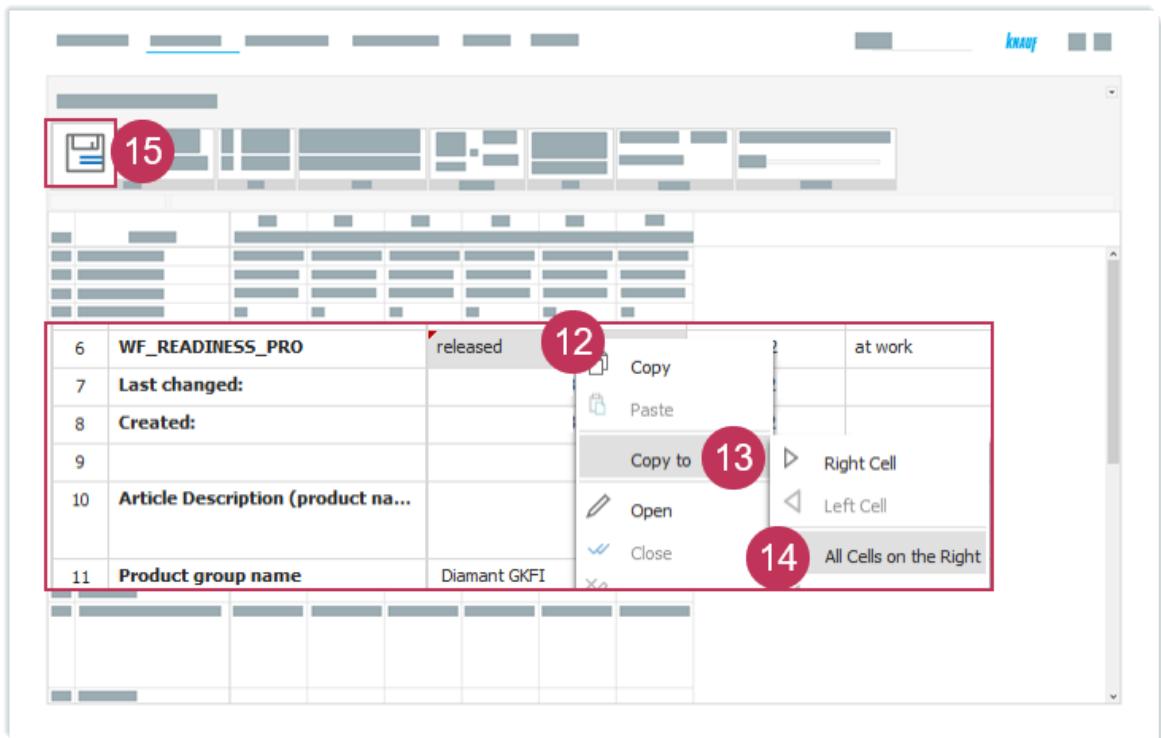 KNAUF
15
12
6 WF_READINESS_PRO released 2 at work
Copy
7 Last changed:
Paste
8 Created:
9
Copy to 13 Right Cell
10 Article Description (product na...
Open Left Cell
Close 14 All Cells on the Right
11 Product group name Diamant GKFI